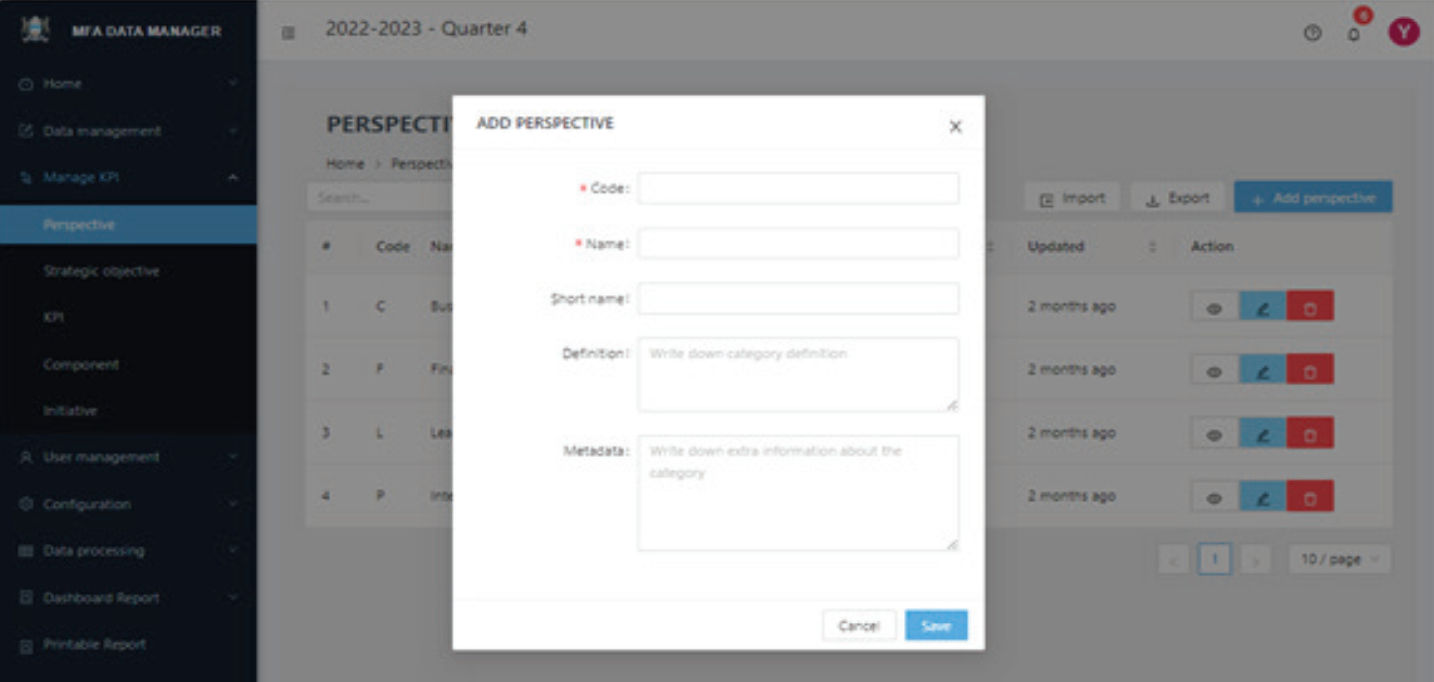 MFA DATA MANAGER
2022-2023 - Quarter 4
Y
Home
Data management
Manage KPI
Perspective
Strategic objective
KPI
Component
Initiative
User management
Configuration
Data processing
Dashboard Report
Printable Report
PERSPECTI
Home > Perspectiv
Search...
Import
Export
+ Add perspective
# Code Na Updated Action
1 C Bus 2 months ago
2 F Fina 2 months ago
3 L Lea 2 months ago
4 P Inte 2 months ago
< 1 > 10 / page
ADD PERSPECTIVE
* Code:
* Name:
Short name:
Definition: Write down category definition
Metadata: Write down extra information about the
category
Cancel Save